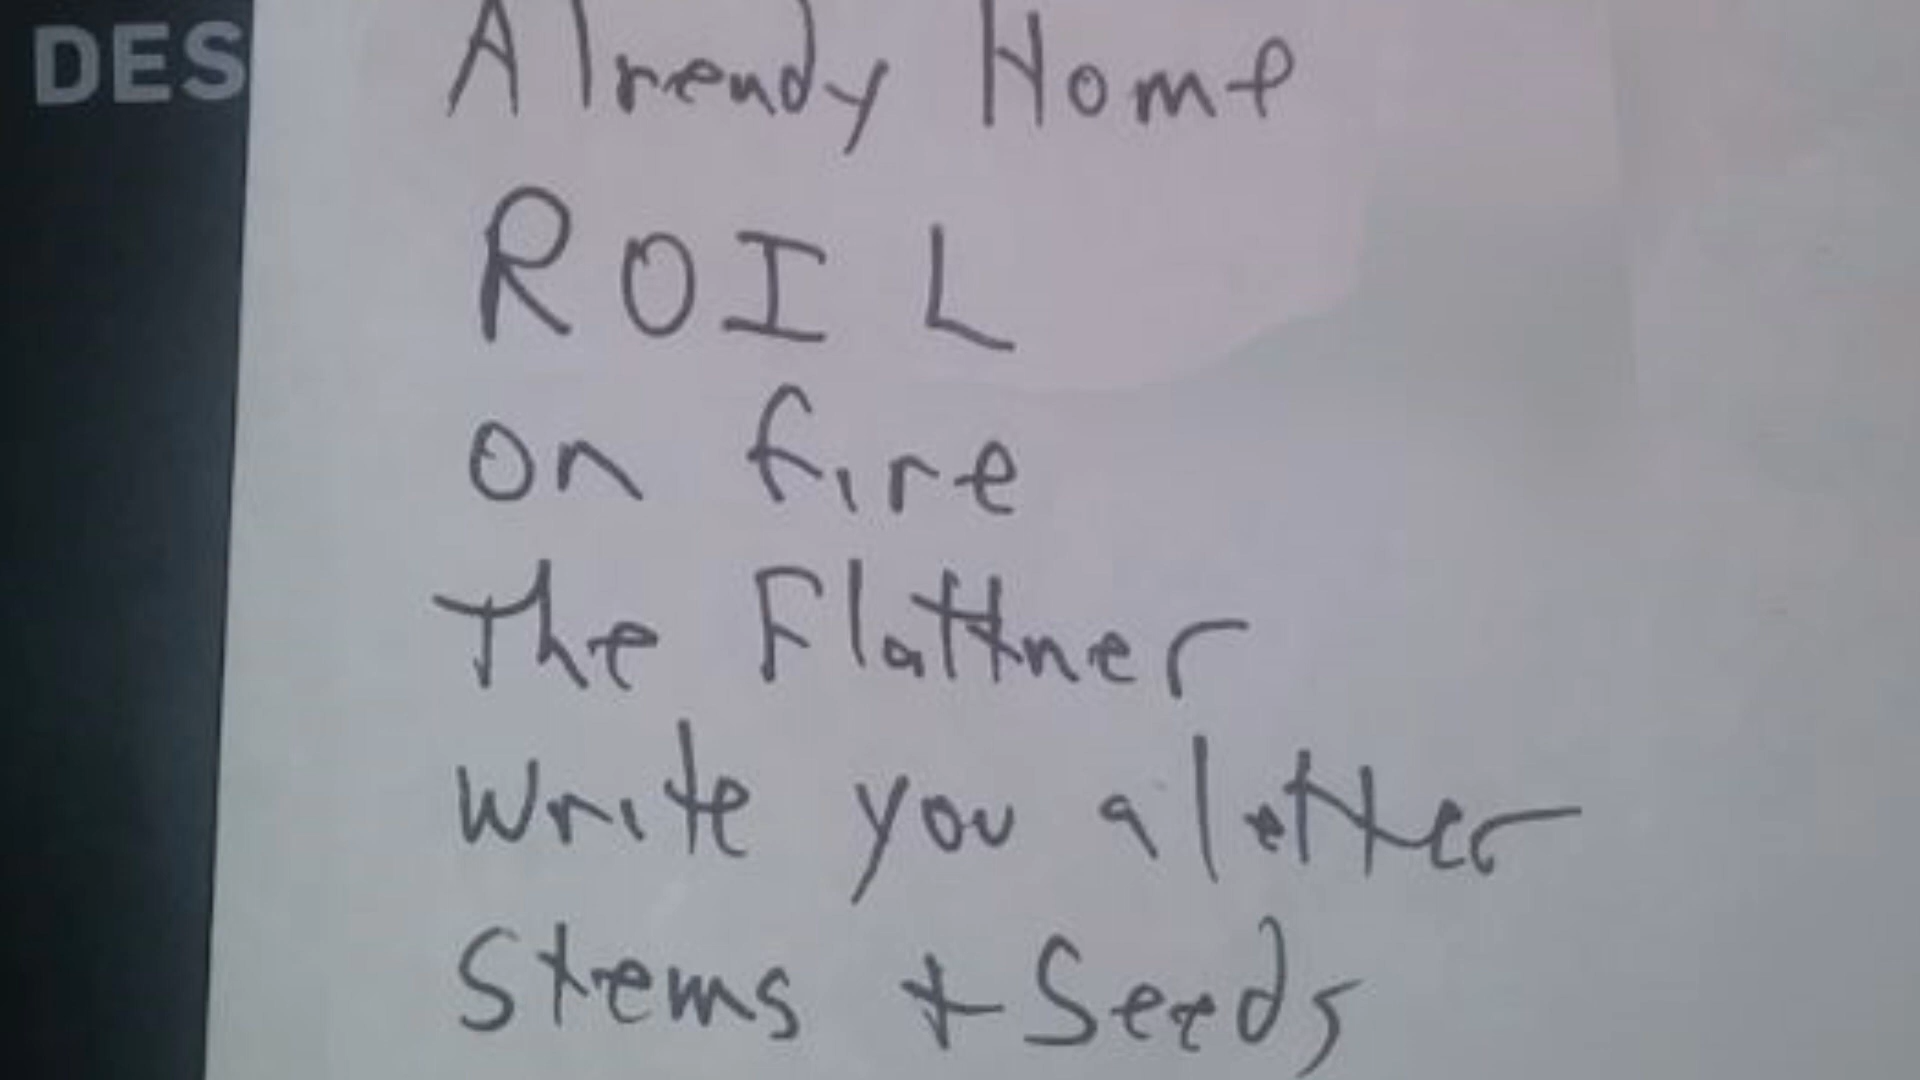 DES
Already Home
ROIL
on fire
The Flattner
Write you a letter
Stems + Seeds